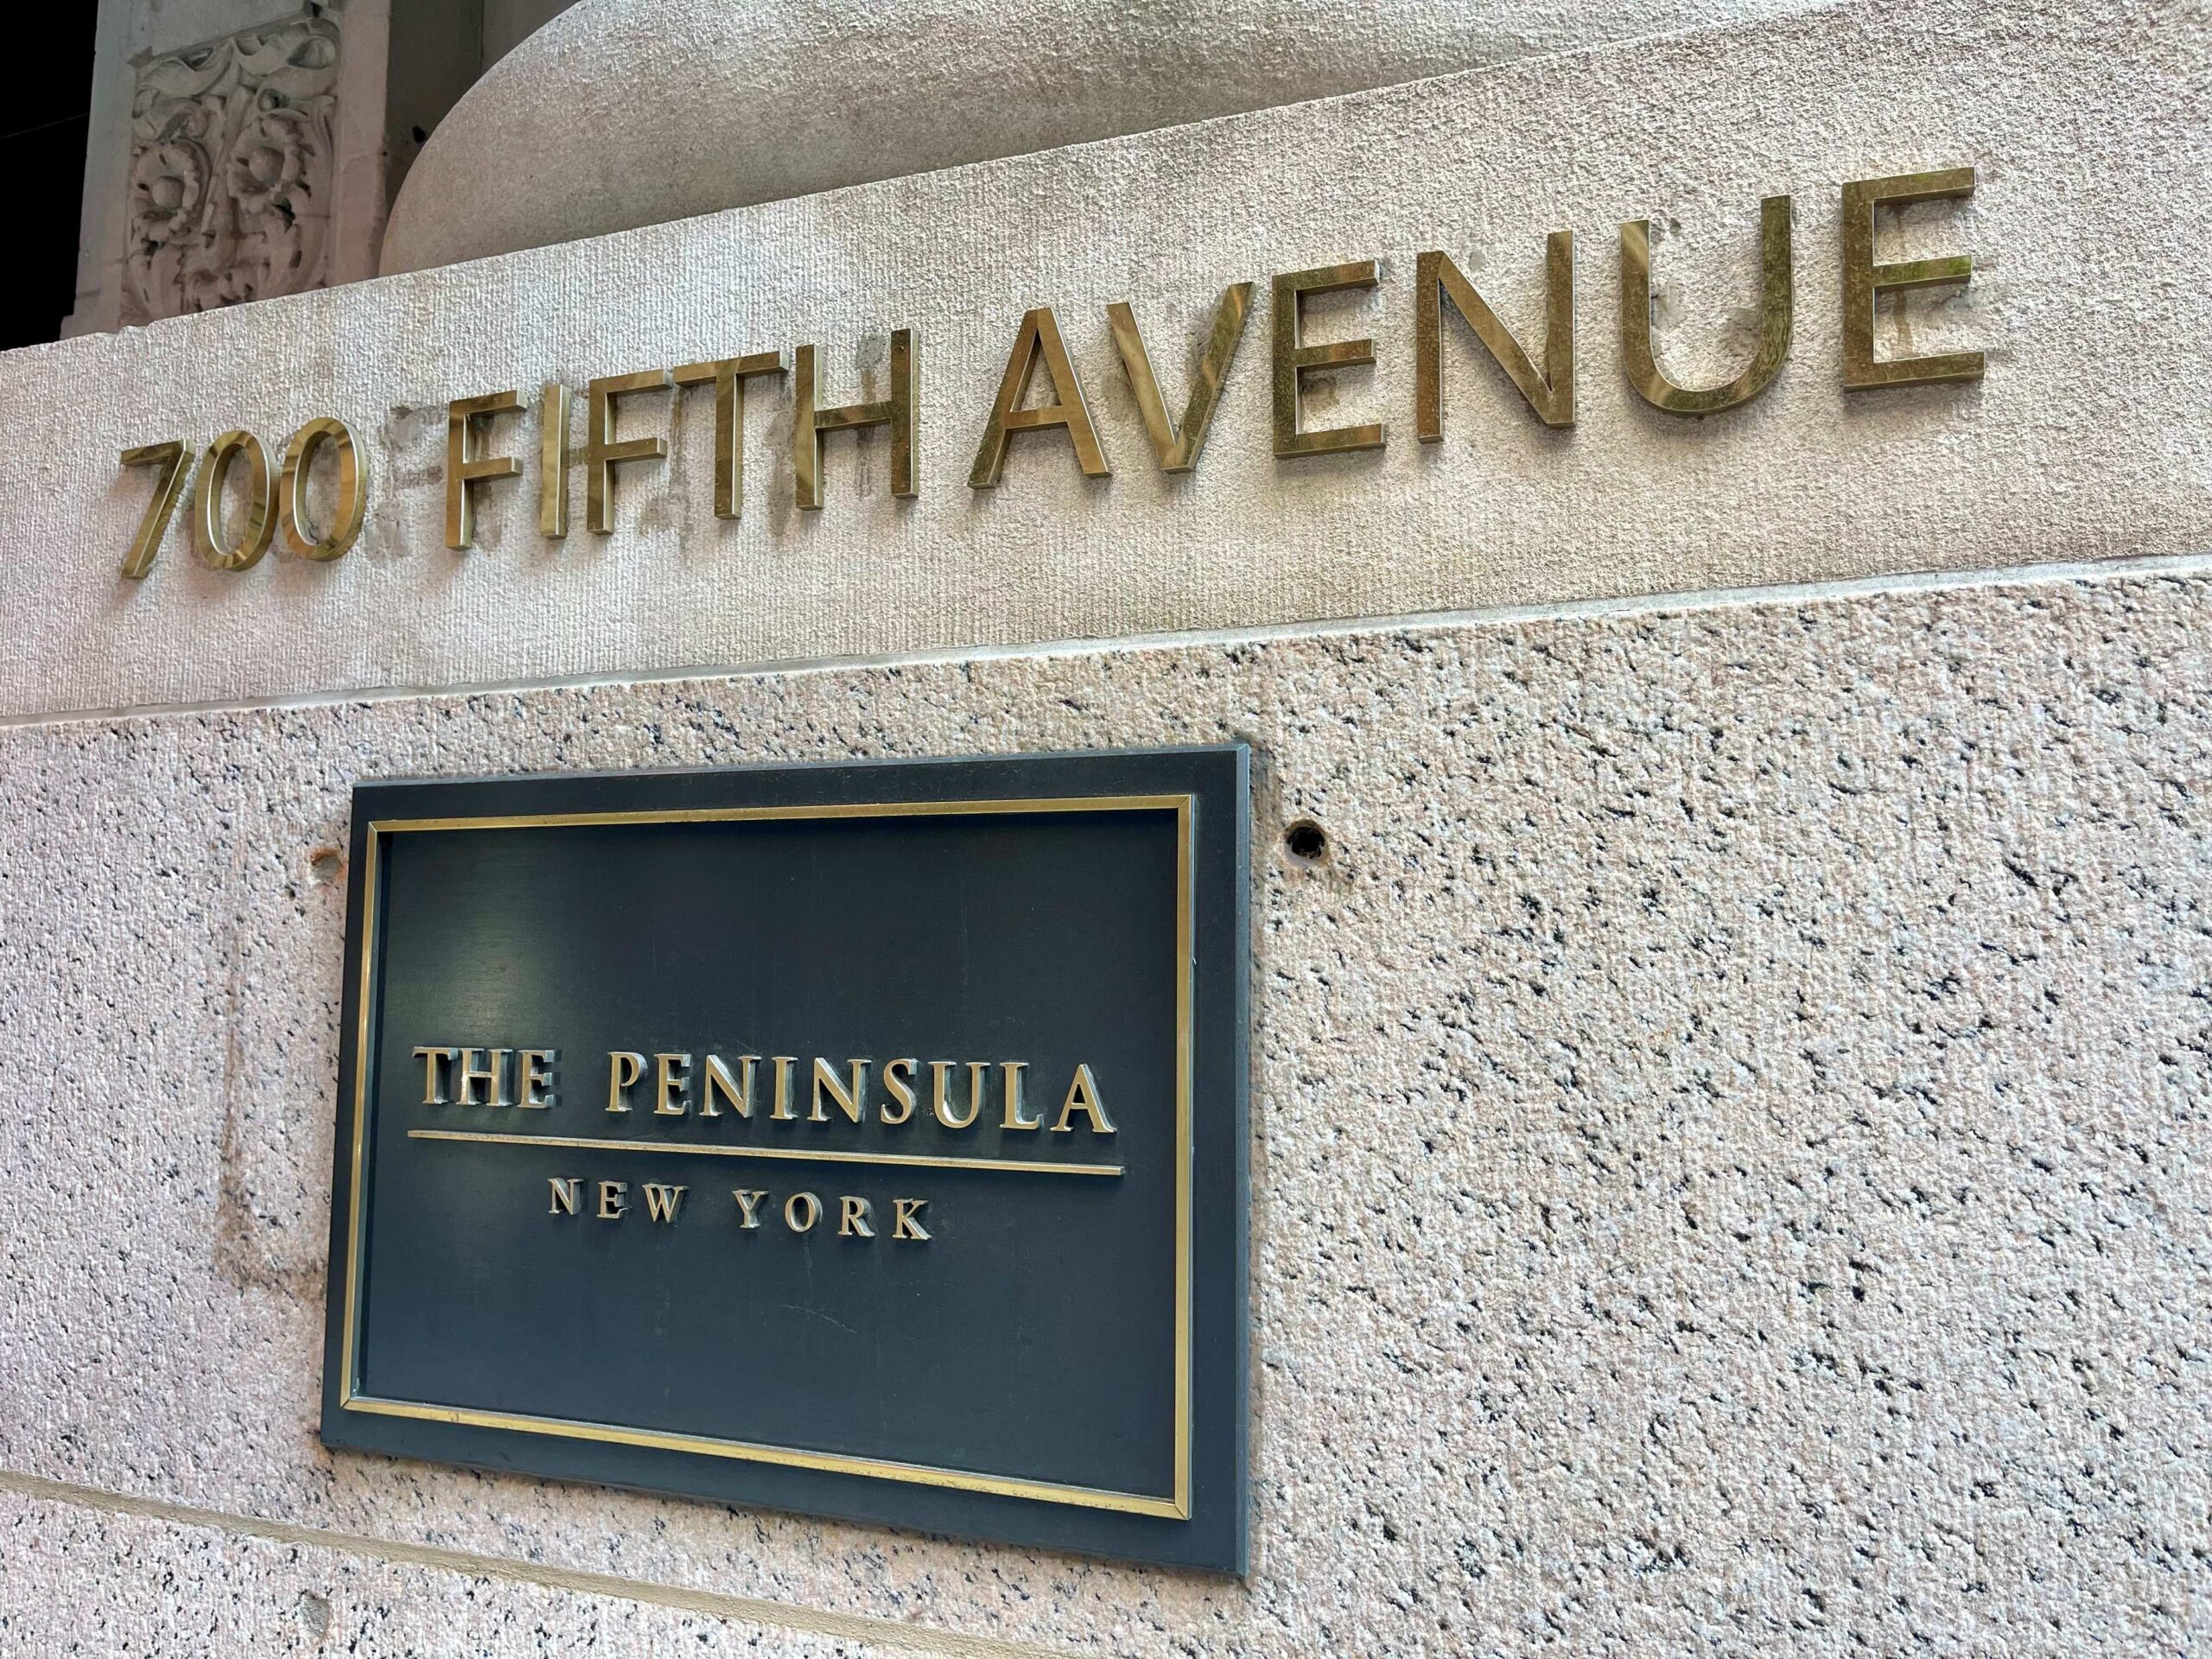 700 FIFTH AVENUE
THE PENINSULA
NEW YORK